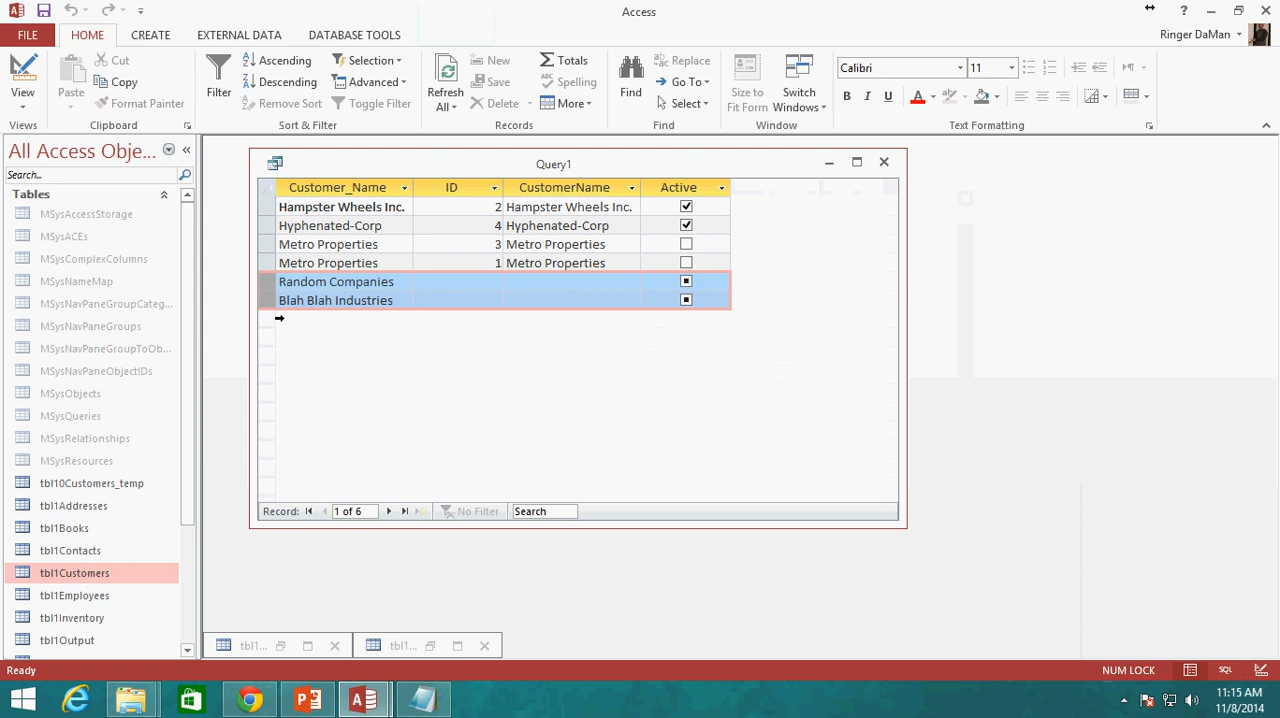 Access
Ringer DaMan
FILE HOME CREATE EXTERNAL DATA DATABASE TOOLS
View
Views
Paste
Cut
Copy
Format Painter
Clipboard
Filter
Ascending
Descending
Remove Sort
Selection
Advanced
Toggle Filter
Sort & Filter
Refresh
All
New
Save
Delete
Totals
Spelling
More
Records
Find
Replace
Go To
Select
Find
Size to
Fit Form
Switch
Windows
Window
Calibri 11
B I U
Text Formatting
All Access Obje...
Search...
Tables
MSysAccessStorage
MSysACEs
MSysComplexColumns
MSysNameMap
MSysNavPaneGroupCateg...
MSysNavPaneGroups
MSysNavPaneGroupToOb...
MSysNavPaneObjectIDs
MSysObjects
MSysQueries
MSysRelationships
MSysResources
tbl10Customers_temp
tbl1Addresses
tbl1Books
tbl1Contacts
tbl1Customers
tbl1Employees
tbl1Inventory
tbl1Output
Query1
Customer_Name ID CustomerName Active
Hampster Wheels Inc. 2 Hampster Wheels Inc.
Hyphenated-Corp 4 Hyphenated-Corp
Metro Properties 3 Metro Properties
Metro Properties 1 Metro Properties
Random Companies
Blah Blah Industries
Record: 1 of 6 No Filter Search
tbl1... tbl1...
Ready NUM LOCK SQL
11:15 AM
11/8/2014